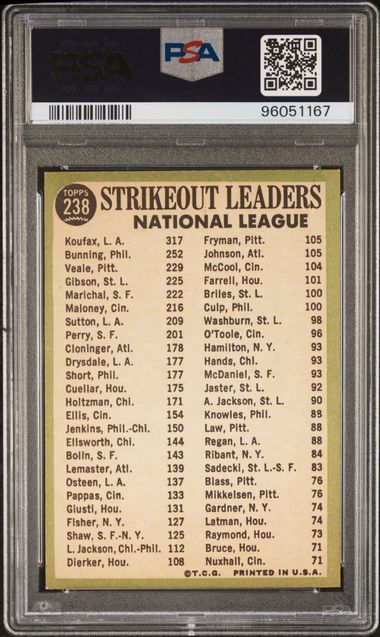 PSA
PSA
96051167
TOPPS
238
STRIKEOUT LEADERS
NATIONAL LEAGUE
Koufax, L. A. 317
Bunning, Phil. 252
Veale, Pitt. 229
Gibson, St. L. 225
Marichal, S. F. 222
Maloney, Cin. 216
Sutton, L. A. 209
Perry, S. F. 201
Cloninger, Atl. 178
Drysdale, L. A. 177
Short, Phil. 177
Cuellar, Hou. 175
Holtzman, Chi. 171
Ellis, Cin. 154
Jenkins, Phil.-Chi. 150
Ellsworth, Chi. 144
Bolin, S. F. 143
Lemaster, Atl. 139
Osteen, L. A. 137
Pappas, Cin. 133
Giusti, Hou. 131
Fisher, N. Y. 127
Shaw, S. F.-N. Y. 125
L. Jackson, Chi.-Phil. 112
Dierker, Hou. 108
Fryman, Pitt. 105
Johnson, Atl. 105
McCool, Cin. 104
Farrell, Hou. 101
Briles, St. L. 100
Culp, Phil. 100
Washburn, St. L. 98
O'Toole, Cin. 96
Hamilton, N. Y. 93
Hands, Chi. 93
McDaniel, S. F. 93
Jaster, St. L. 92
A. Jackson, St. L. 90
Knowles, Phil. 88
Law, Pitt. 88
Regan, L. A. 88
Ribant, N. Y. 84
Sadecki, St. L.-S. F. 83
Blass, Pitt. 76
Mikkelsen, Pitt. 76
Gardner, N. Y. 74
Latman, Hou. 74
Raymond, Hou. 73
Bruce, Hou. 71
Nuxhall, Cin. 71
©T.C.G. PRINTED IN U.S.A.